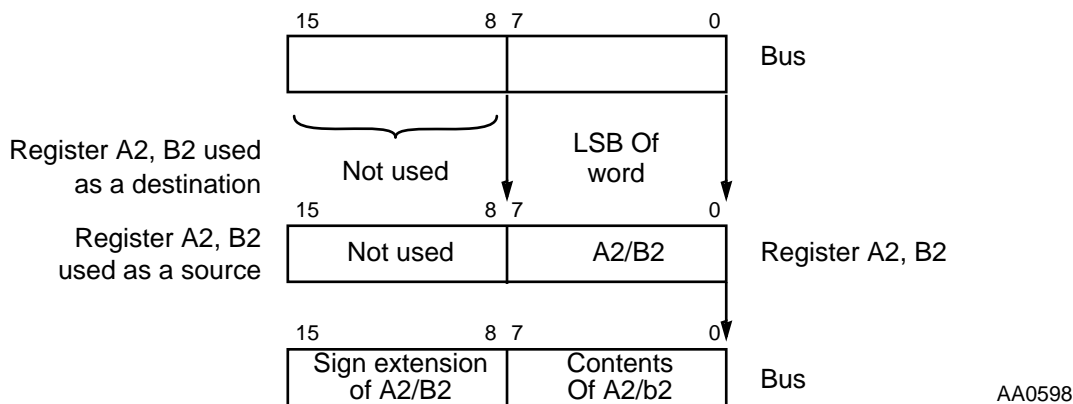 15 8 7 0
Bus
Register A2, B2 used
as a destination
Not used
LSB Of
word
15 8 7 0
Register A2, B2
used as a source
Not used
A2/B2
Register A2, B2
15 8 7 0
Sign extension
of A2/B2
Contents
Of A2/b2
Bus
AA0598